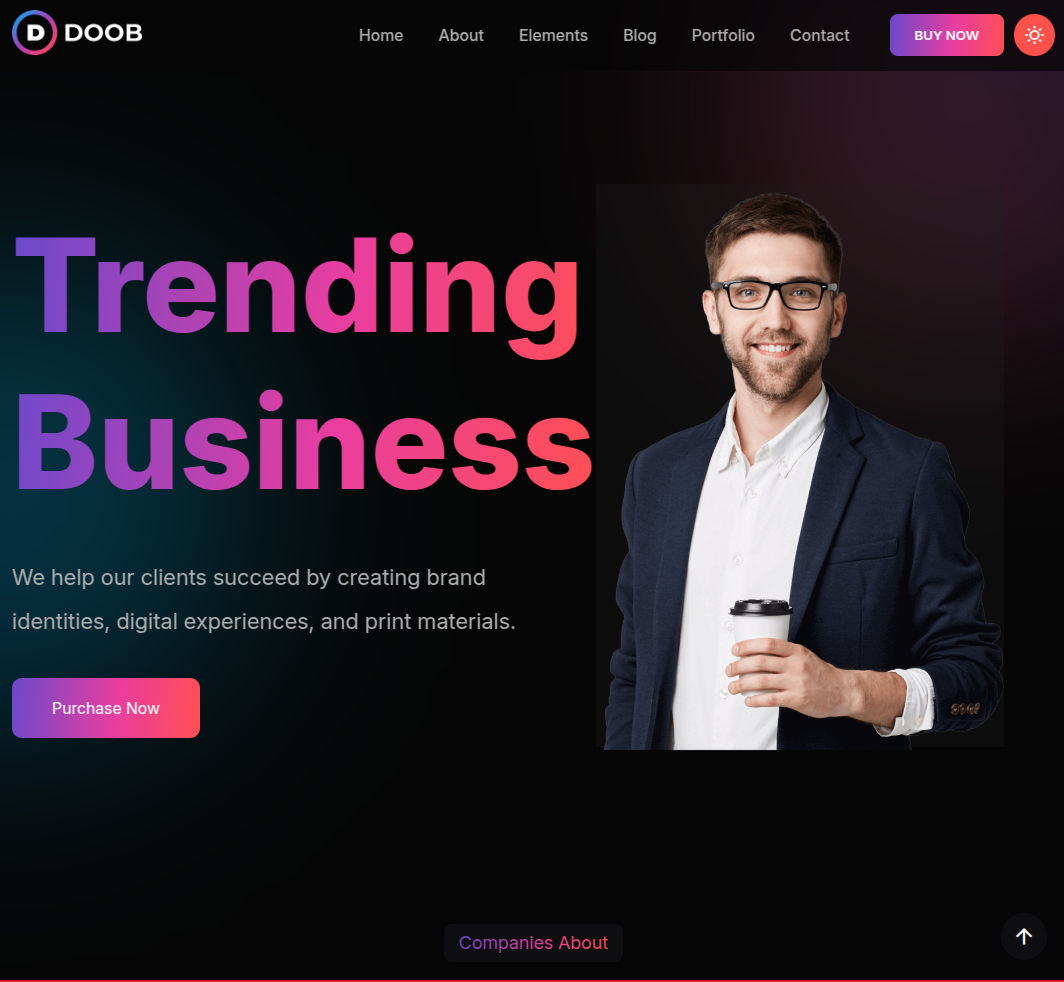 D DOOB
Home About Elements Blog Portfolio Contact BUY NOW
Trending
Business
We help our clients succeed by creating brand
identities, digital experiences, and print materials.
Purchase Now
Companies About